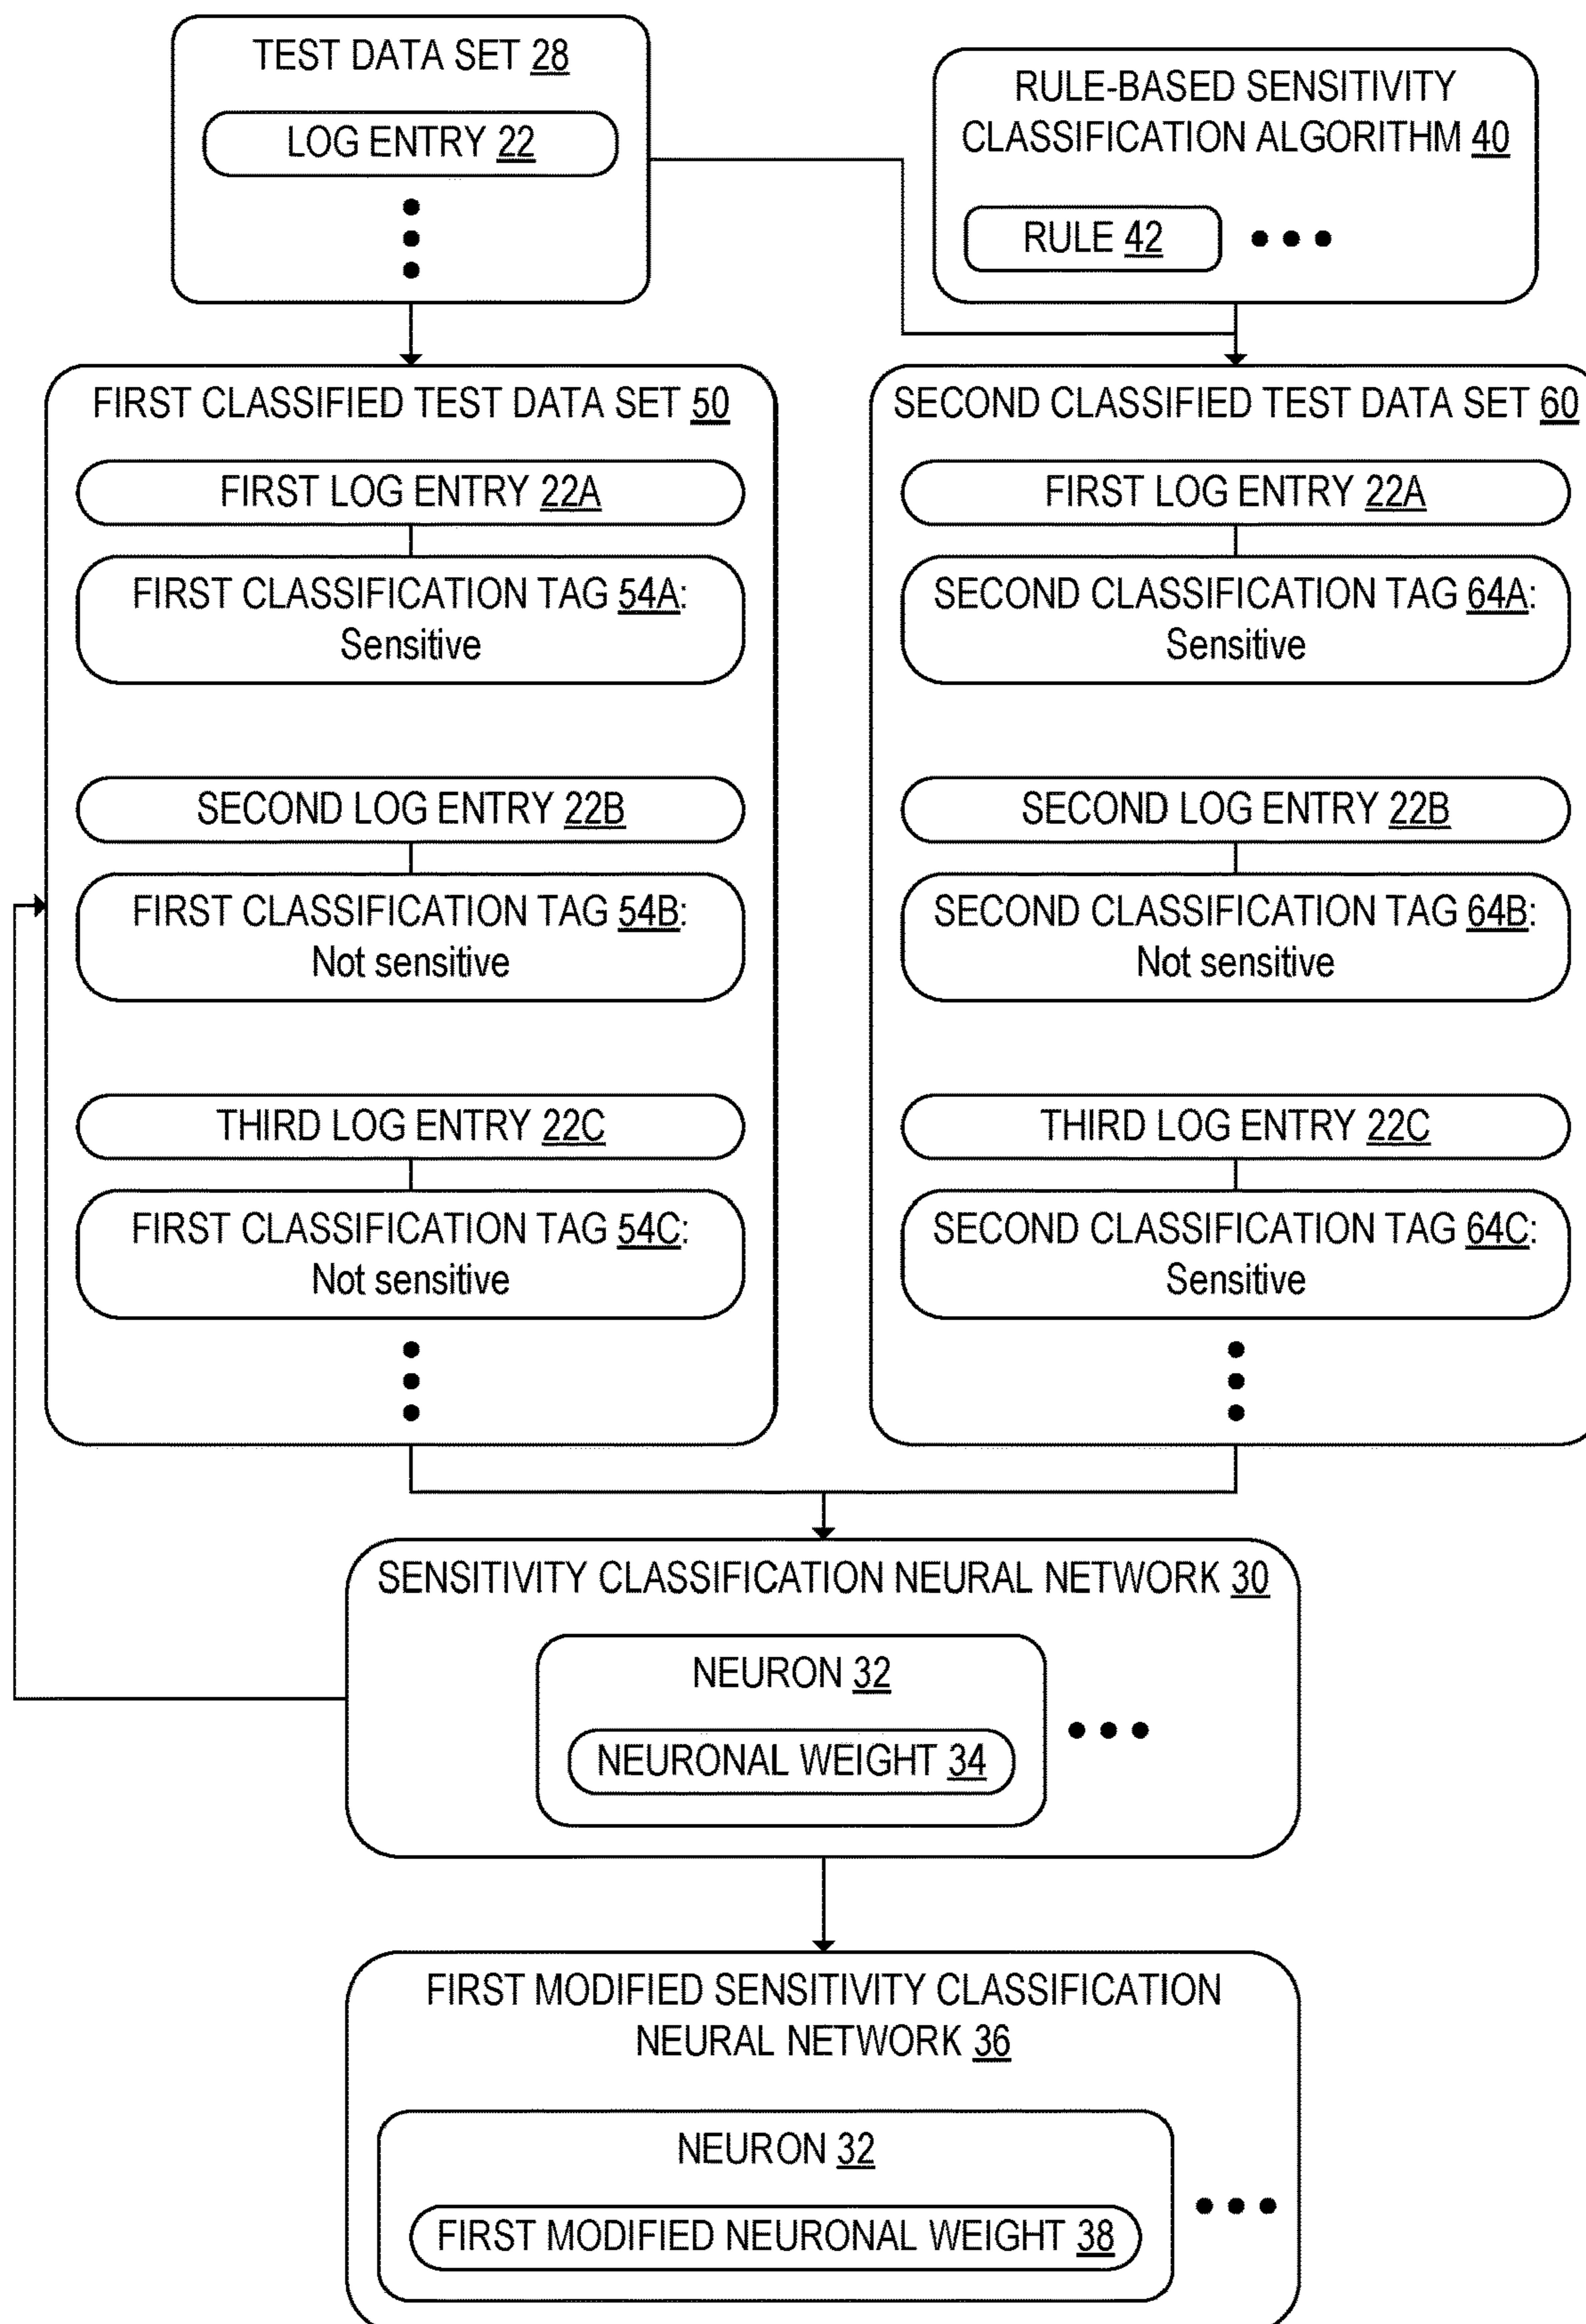 TEST DATA SET 28
LOG ENTRY 22
RULE-BASED SENSITIVITY
CLASSIFICATION ALGORITHM 40
RULE 42
FIRST CLASSIFIED TEST DATA SET 50
FIRST LOG ENTRY 22A
FIRST CLASSIFICATION TAG 54A:
Sensitive
SECOND LOG ENTRY 22B
FIRST CLASSIFICATION TAG 54B:
Not sensitive
THIRD LOG ENTRY 22C
FIRST CLASSIFICATION TAG 54C:
Not sensitive
SECOND CLASSIFIED TEST DATA SET 60
FIRST LOG ENTRY 22A
SECOND CLASSIFICATION TAG 64A:
Sensitive
SECOND LOG ENTRY 22B
SECOND CLASSIFICATION TAG 64B:
Not sensitive
THIRD LOG ENTRY 22C
SECOND CLASSIFICATION TAG 64C:
Sensitive
SENSITIVITY CLASSIFICATION NEURAL NETWORK 30
NEURON 32
NEURONAL WEIGHT 34
FIRST MODIFIED SENSITIVITY CLASSIFICATION
NEURAL NETWORK 36
NEURON 32
FIRST MODIFIED NEURONAL WEIGHT 38